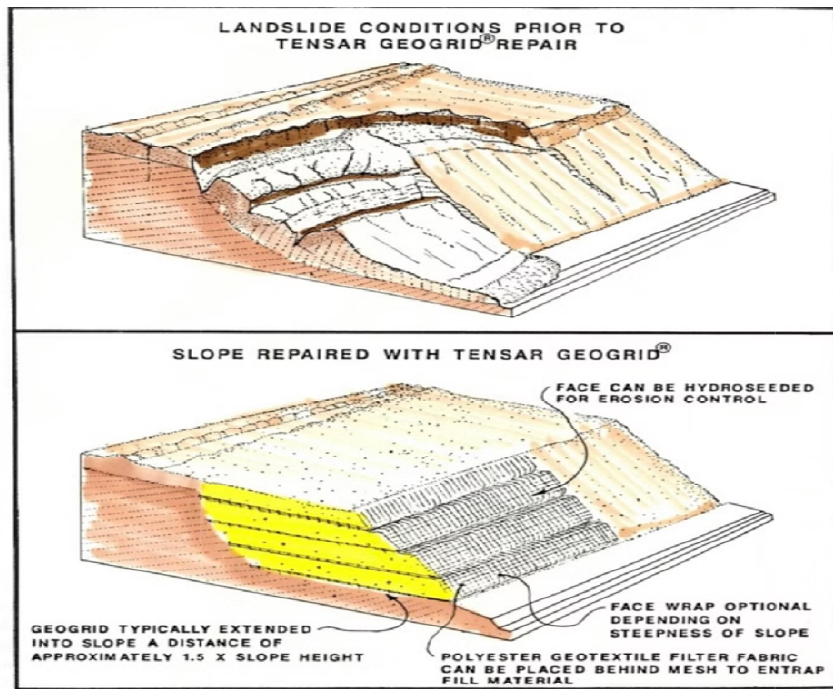 LANDSLIDE CONDITIONS PRIOR TO
TENSAR GEOGRID® REPAIR
SLOPE REPAIRED WITH TENSAR GEOGRID®
FACE CAN BE HYDROSEEDED
FOR EROSION CONTROL
GEOGRID TYPICALLY EXTENDED
INTO SLOPE A DISTANCE OF
APPROXIMATELY 1.5 X SLOPE HEIGHT
FACE WRAP OPTIONAL
DEPENDING ON
STEEPNESS OF SLOPE
POLYESTER GEOTEXTILE FILTER FABRIC
CAN BE PLACED BEHIND MESH TO ENTRAP
FILL MATERIAL